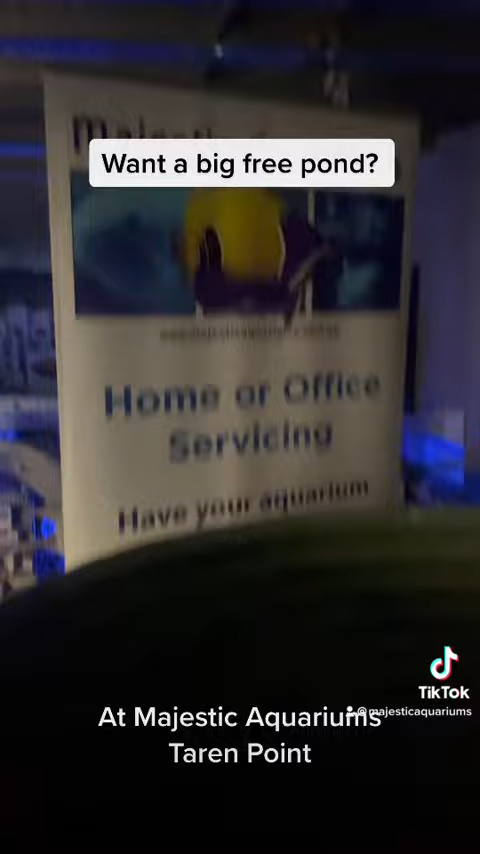 Want a big free pond?
Home or Office
Servicing
Have your aquarium
TikTok
@majesticaquariums
At Majestic Aquariums
Taren Point